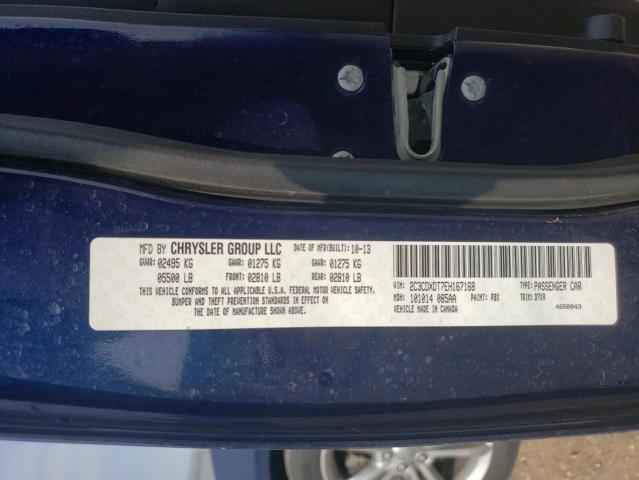 MFD BY CHRYSLER GROUP LLC DATE OF MFR(BUILT): 10-13
GVWR: 02495 KG GAWR 01275 KG GAWR 01275 KG
05500 LB FRONT: 02810 LB REAR: 02810 LB
THIS VEHICLE CONFORMS TO ALL APPLICABLE U.S.A. FEDERAL MOTOR VEHICLE SAFETY,
BUMPER AND THEFT PREVENTION STANDARDS IN EFFECT ON
THE DATE OF MANUFACTURE SHOWN ABOVE.
VIN: 2C3CDXDT7EH167168 TYPE: PASSENGER CAR
MDH: 101014 085AA PAINT: PBX TRIM:
VEHICLE MADE IN CANADA 4658843